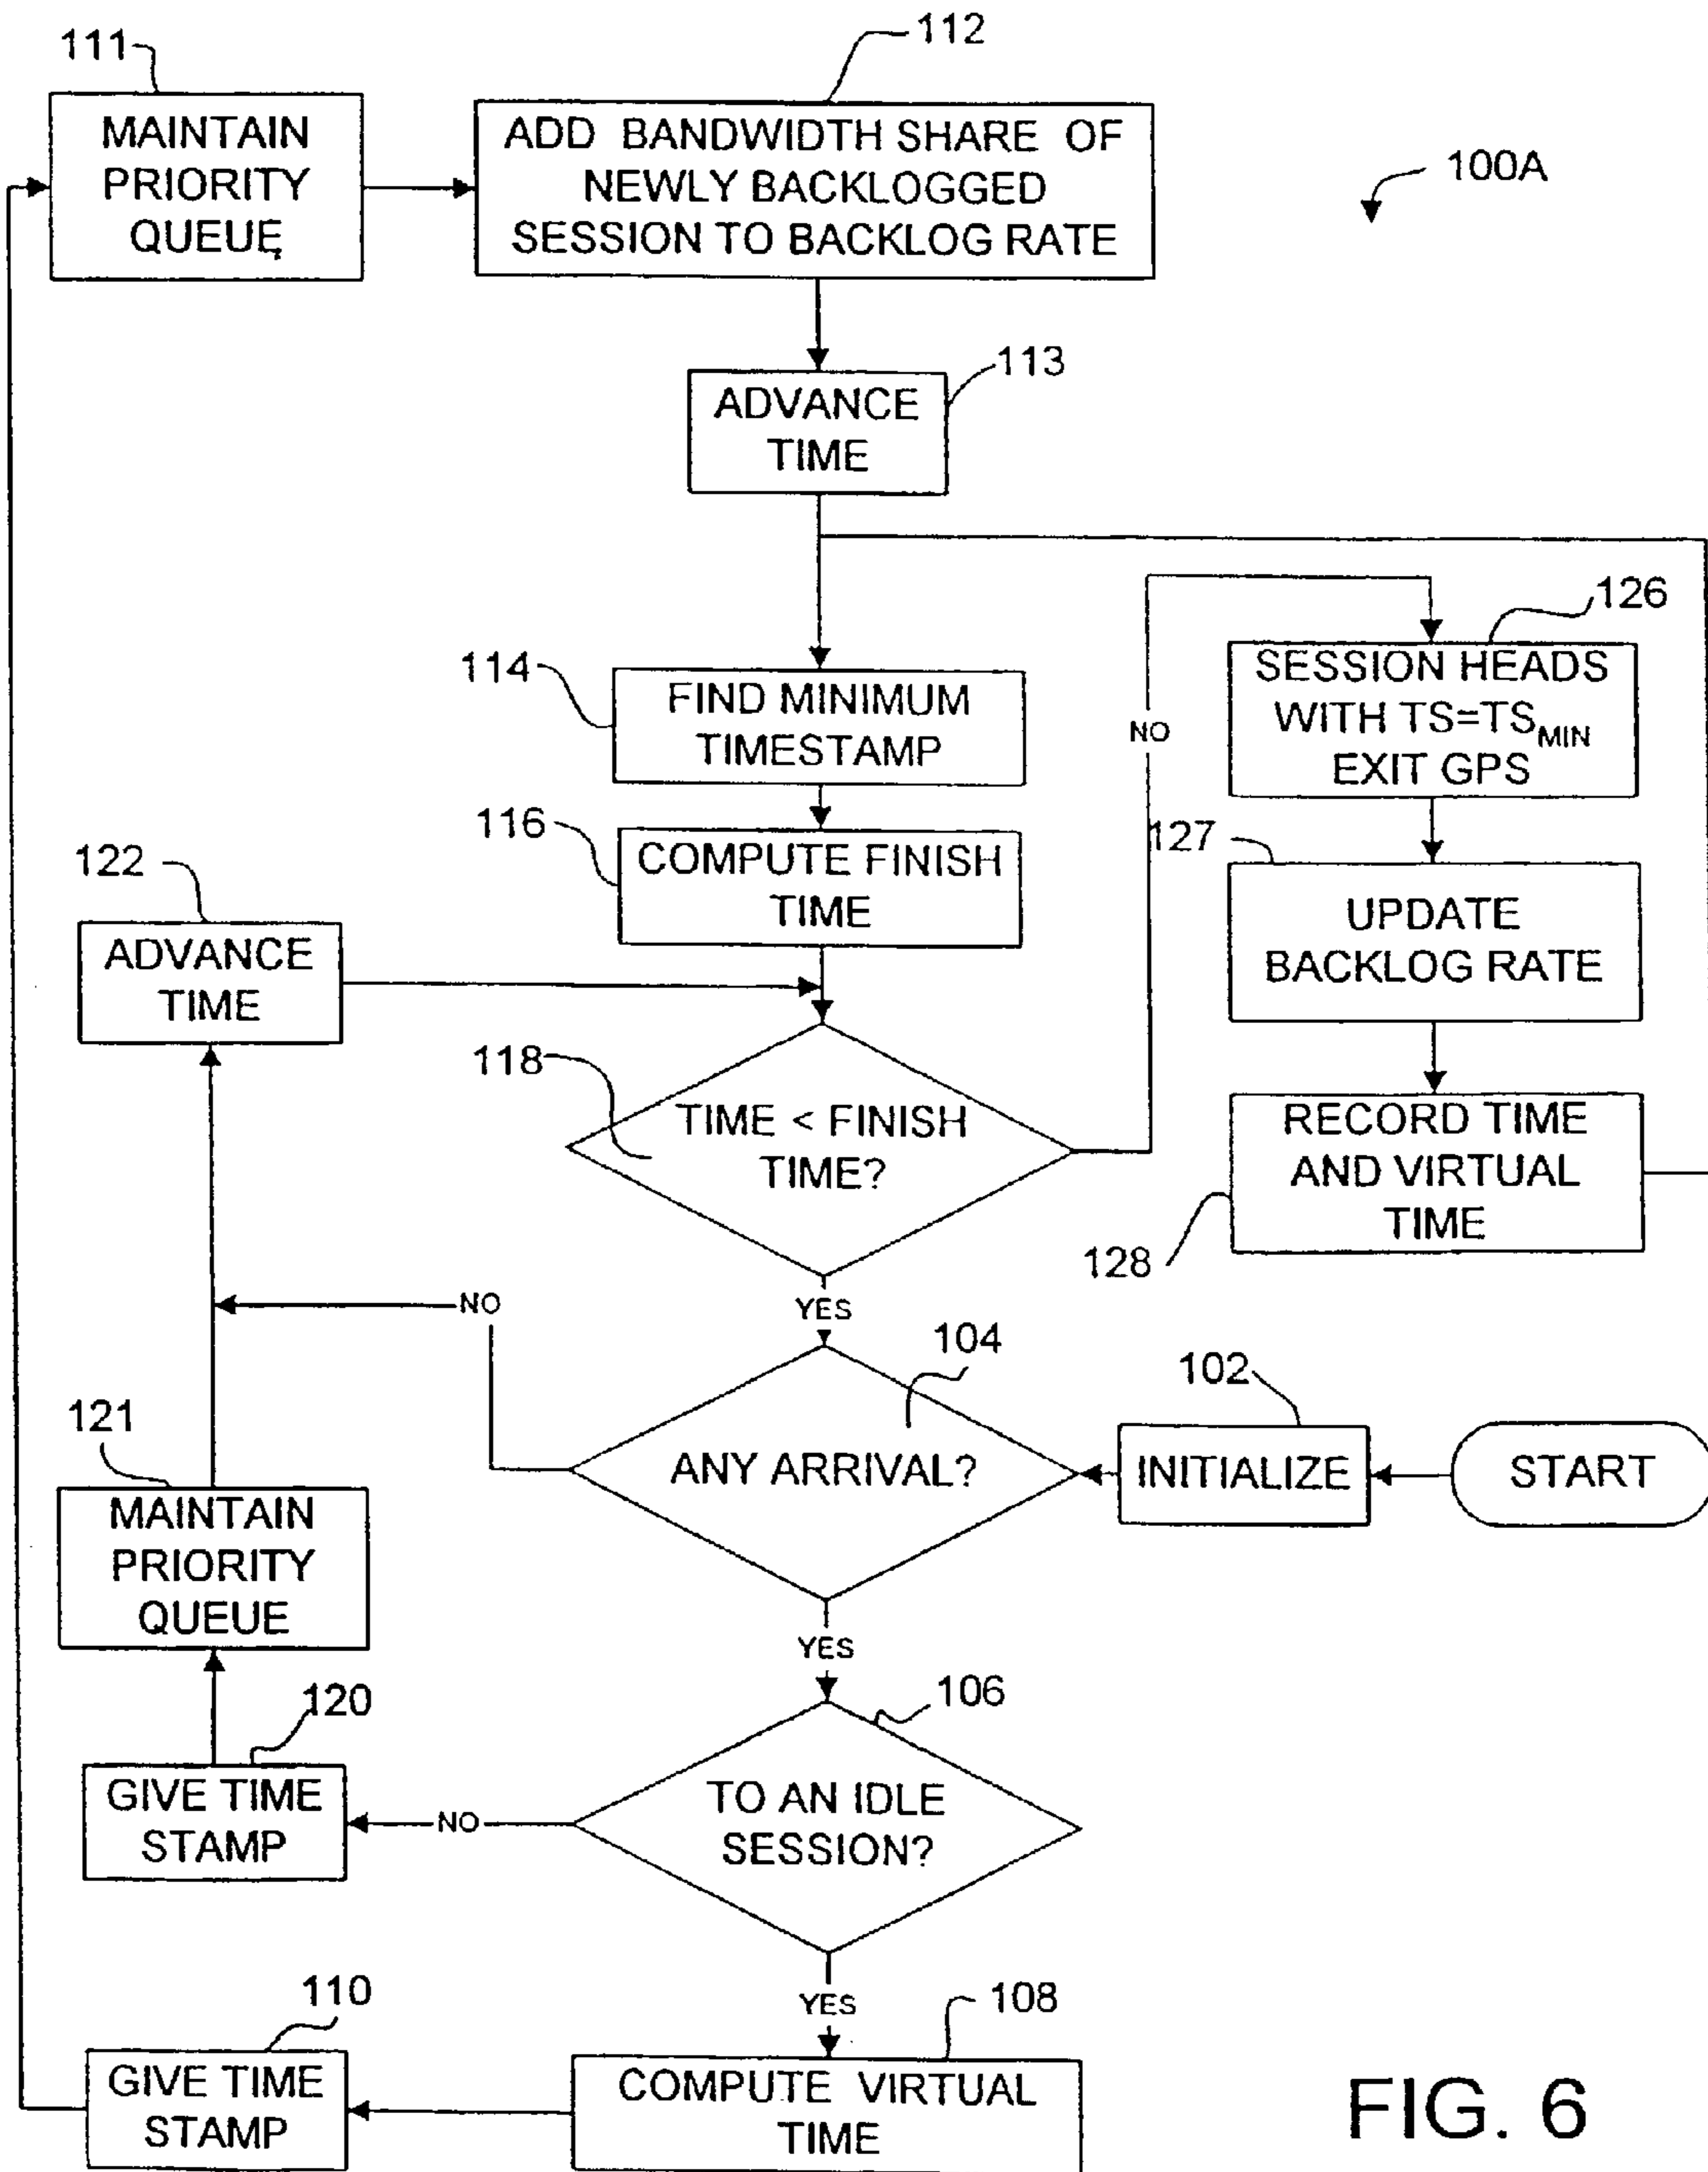 111
MAINTAIN
PRIORITY
QUEUE
112
ADD BANDWIDTH SHARE OF
NEWLY BACKLOGGED
SESSION TO BACKLOG RATE
100A
113
ADVANCE
TIME
114
FIND MINIMUM
TIMESTAMP
116
COMPUTE FINISH
TIME
NO
126
SESSION HEADS
WITH TS=TSMIN
EXIT GPS
127
UPDATE
BACKLOG RATE
RECORD TIME
AND VIRTUAL
TIME
128
122
ADVANCE
TIME
118
TIME < FINISH
TIME?
YES
NO
104
ANY ARRIVAL?
102
INITIALIZE
START
121
MAINTAIN
PRIORITY
QUEUE
YES
106
TO AN IDLE
SESSION?
NO
120
GIVE TIME
STAMP
YES
108
COMPUTE VIRTUAL
TIME
110
GIVE TIME
STAMP
FIG. 6